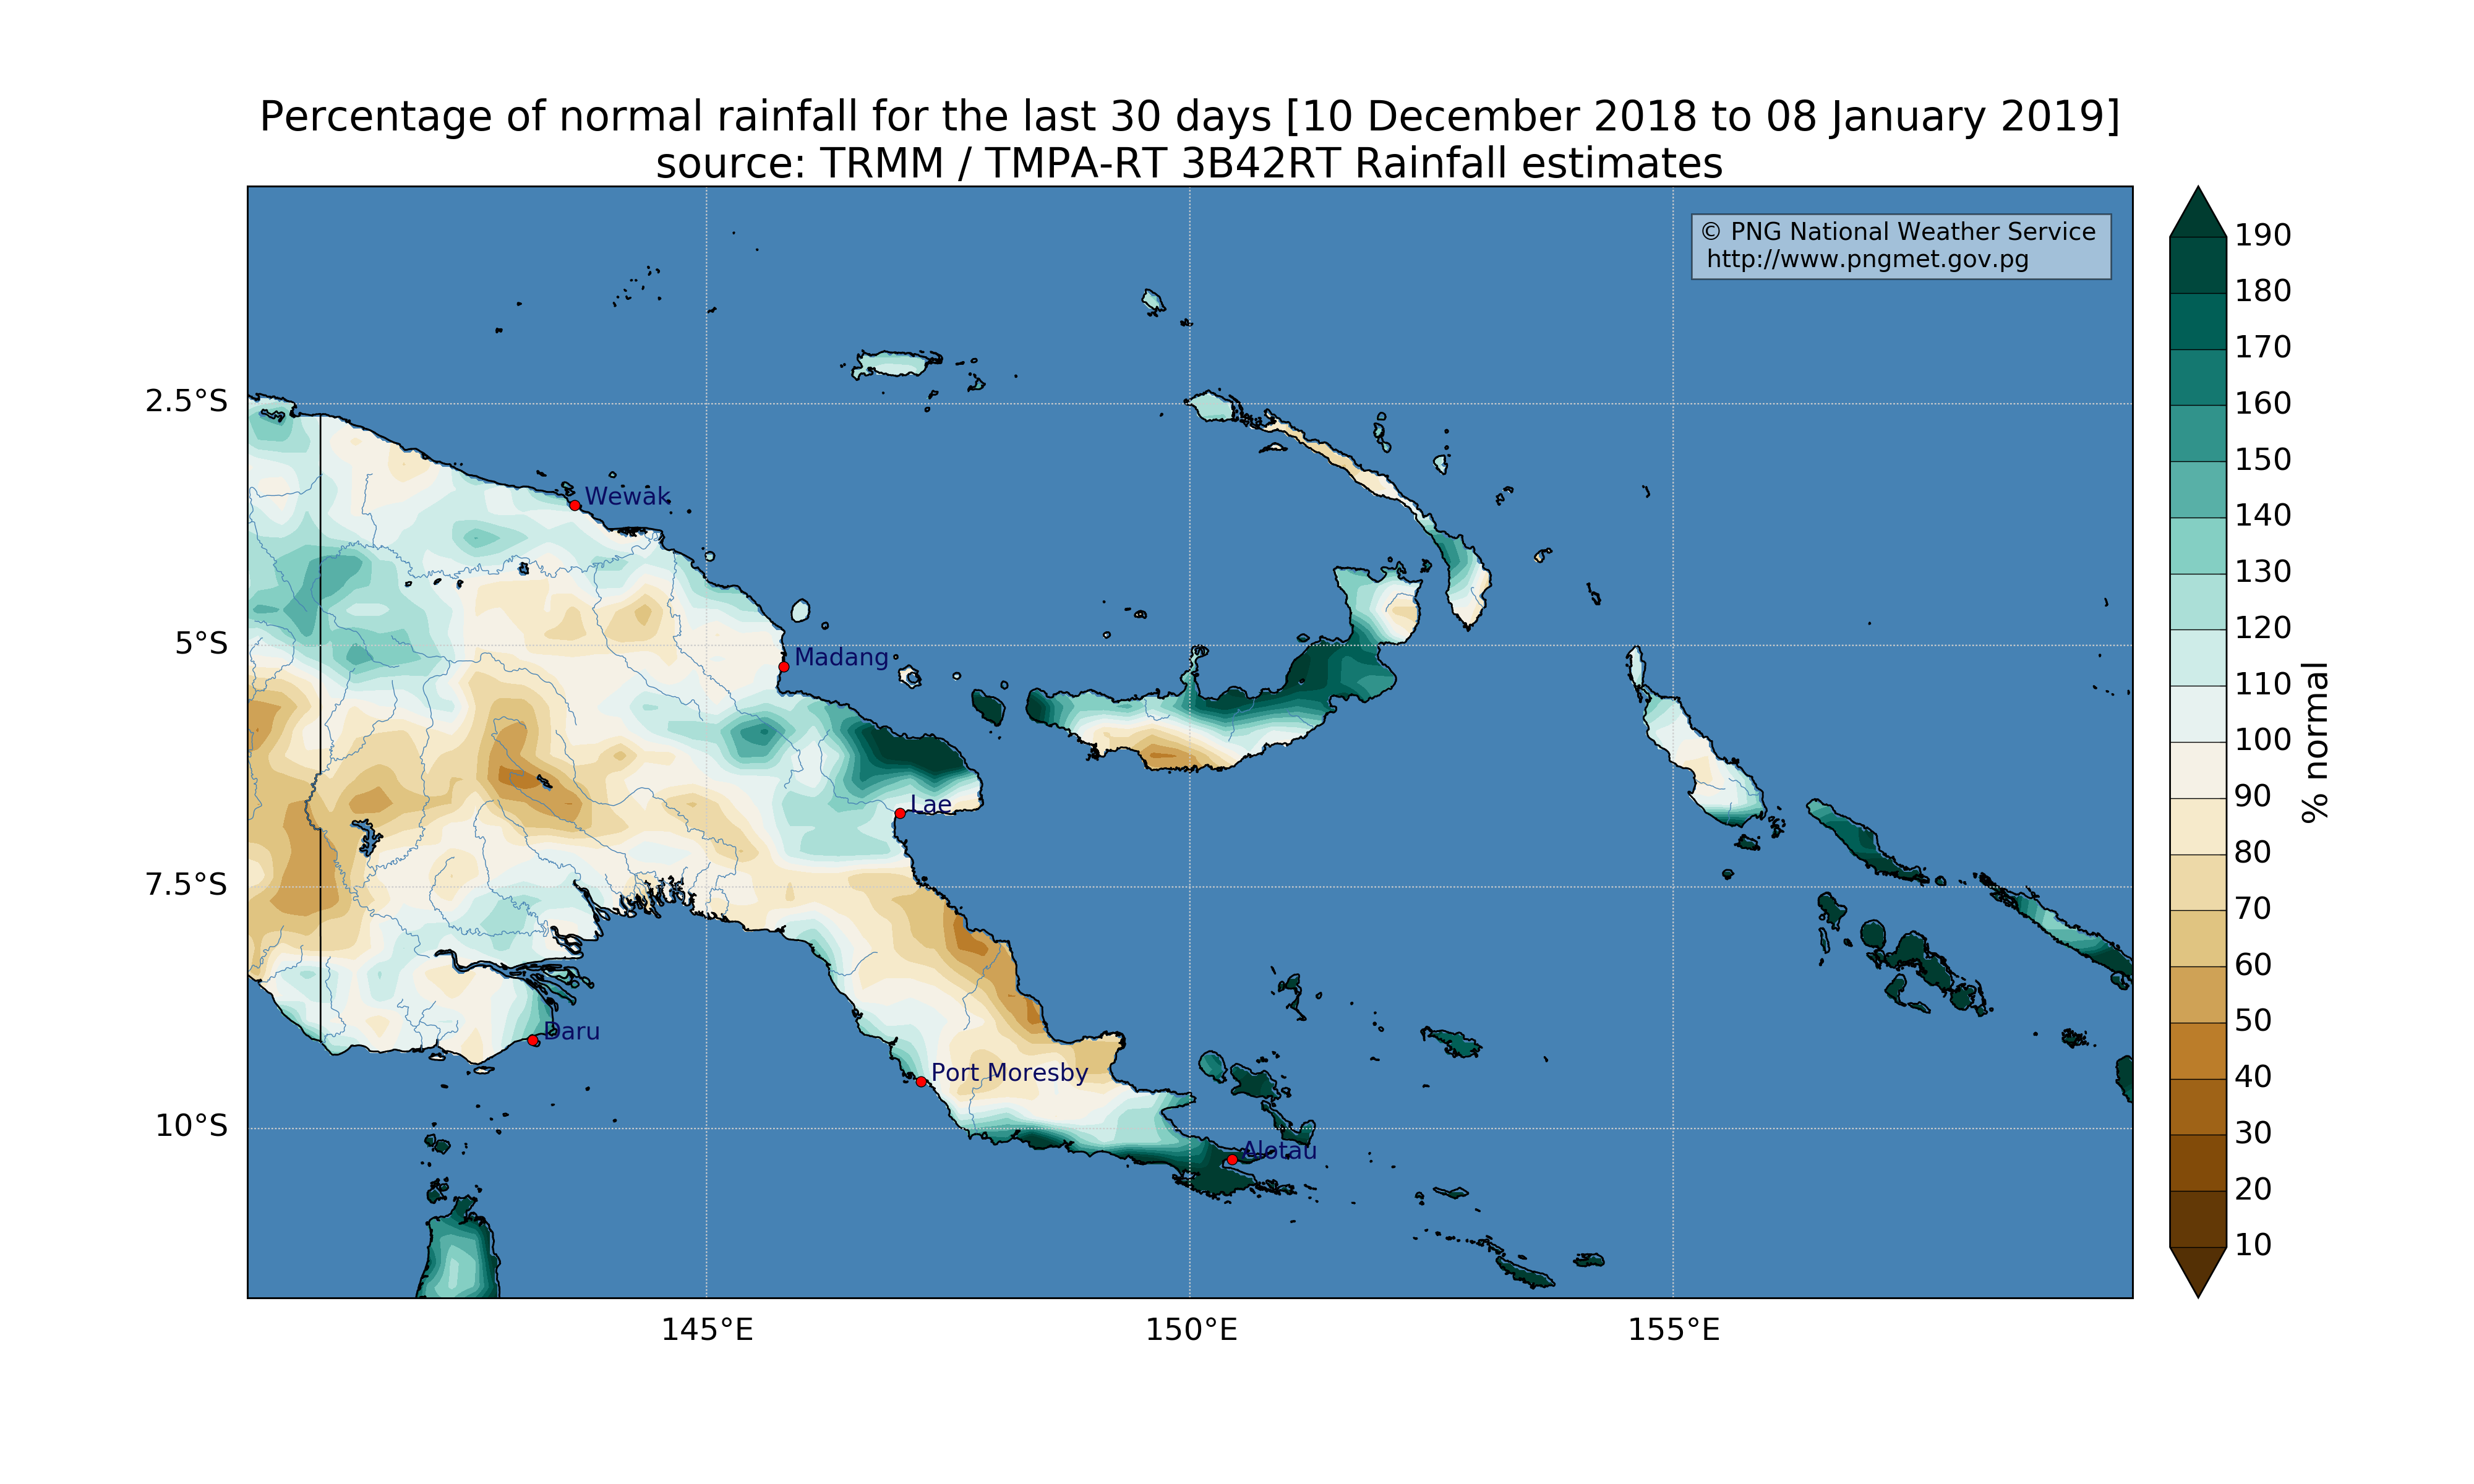 Percentage of normal rainfall for the last 30 days [10 December 2018 to 08 January 2019]
source: TRMM / TMPA-RT 3B42RT Rainfall estimates
© PNG National Weather Service
http://www.pngmet.gov.pg
2.5°S
5°S
7.5°S
10°S
Wewak
Madang
Lae
Daru
Port Moresby
Alotau
145°E
150°E
155°E
190
180
170
160
150
140
130
120
110
100
90
80
70
60
50
40
30
20
10
% normal